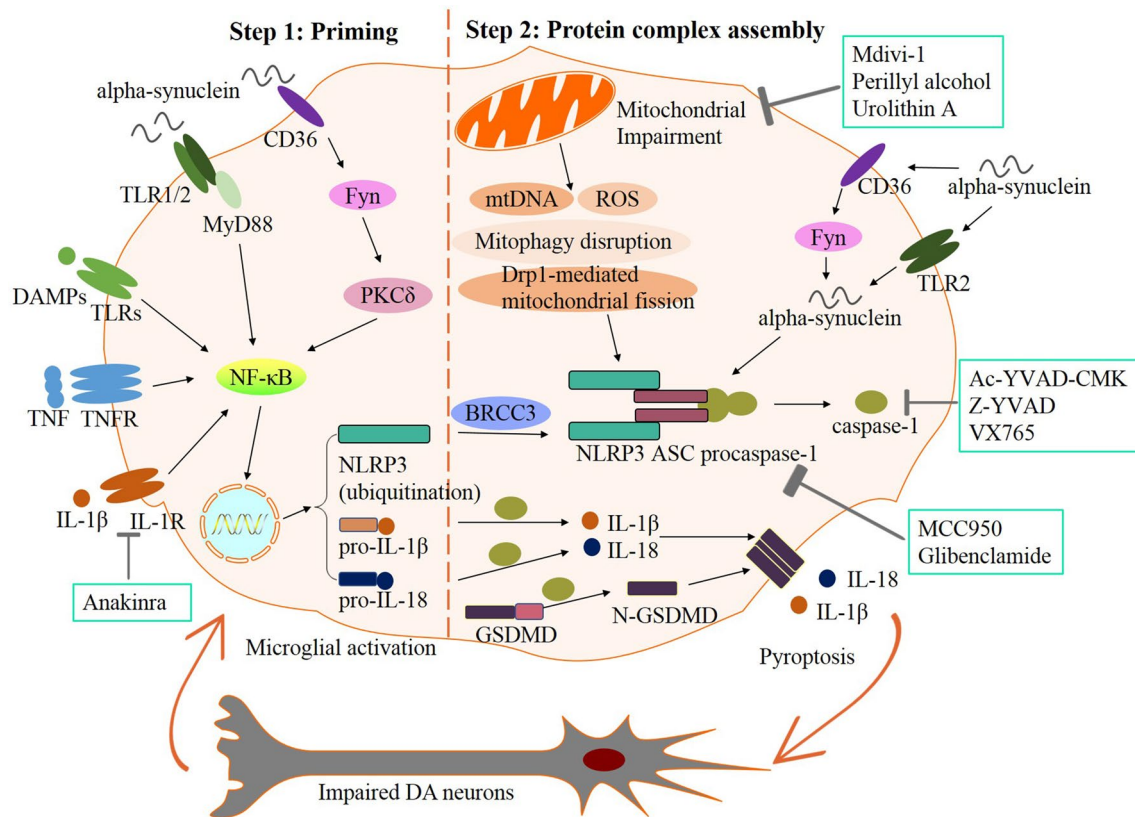 Step 1: Priming
Step 2: Protein complex assembly
alpha-synuclein
CD36
TLR1/2
MyD88
Fyn
PKCδ
DAMPs
TLRs
NF-κB
TNF
TNFR
IL-1β
IL-1R
Anakinra
NLRP3
(ubiquitination)
pro-IL-1β
pro-IL-18
Microglial activation
Mitochondrial
Impairment
mtDNA
ROS
Mitophagy disruption
Drp1-mediated
mitochondrial fission
Mdivi-1
Perillyl alcohol
Urolithin A
CD36
alpha-synuclein
Fyn
TLR2
alpha-synuclein
BRCC3
NLRP3 ASC procaspase-1
caspase-1
Ac-YVAD-CMK
Z-YVAD
VX765
IL-1β
IL-18
MCC950
Glibenclamide
GSDMD
N-GSDMD
IL-18
IL-1β
Pyroptosis
Impaired DA neurons